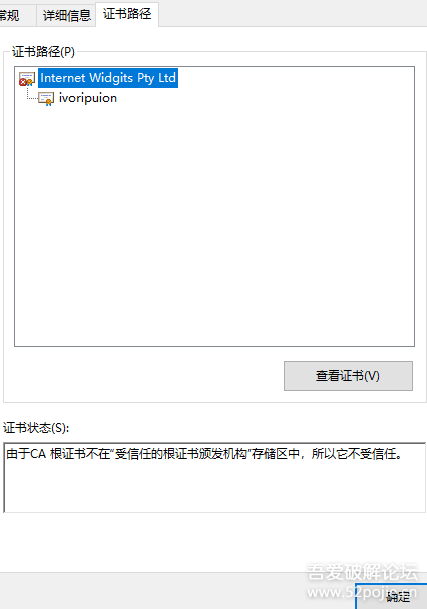 常规 详细信息 证书路径
证书路径(P)
Internet Widgits Pty Ltd
ivoripuion
查看证书(V)
证书状态(S):
由于CA 根证书不在"受信任的根证书颁发机构"存储区中，所以它不受信任。
吾爱破解论坛
www.52pojie.cn
确定